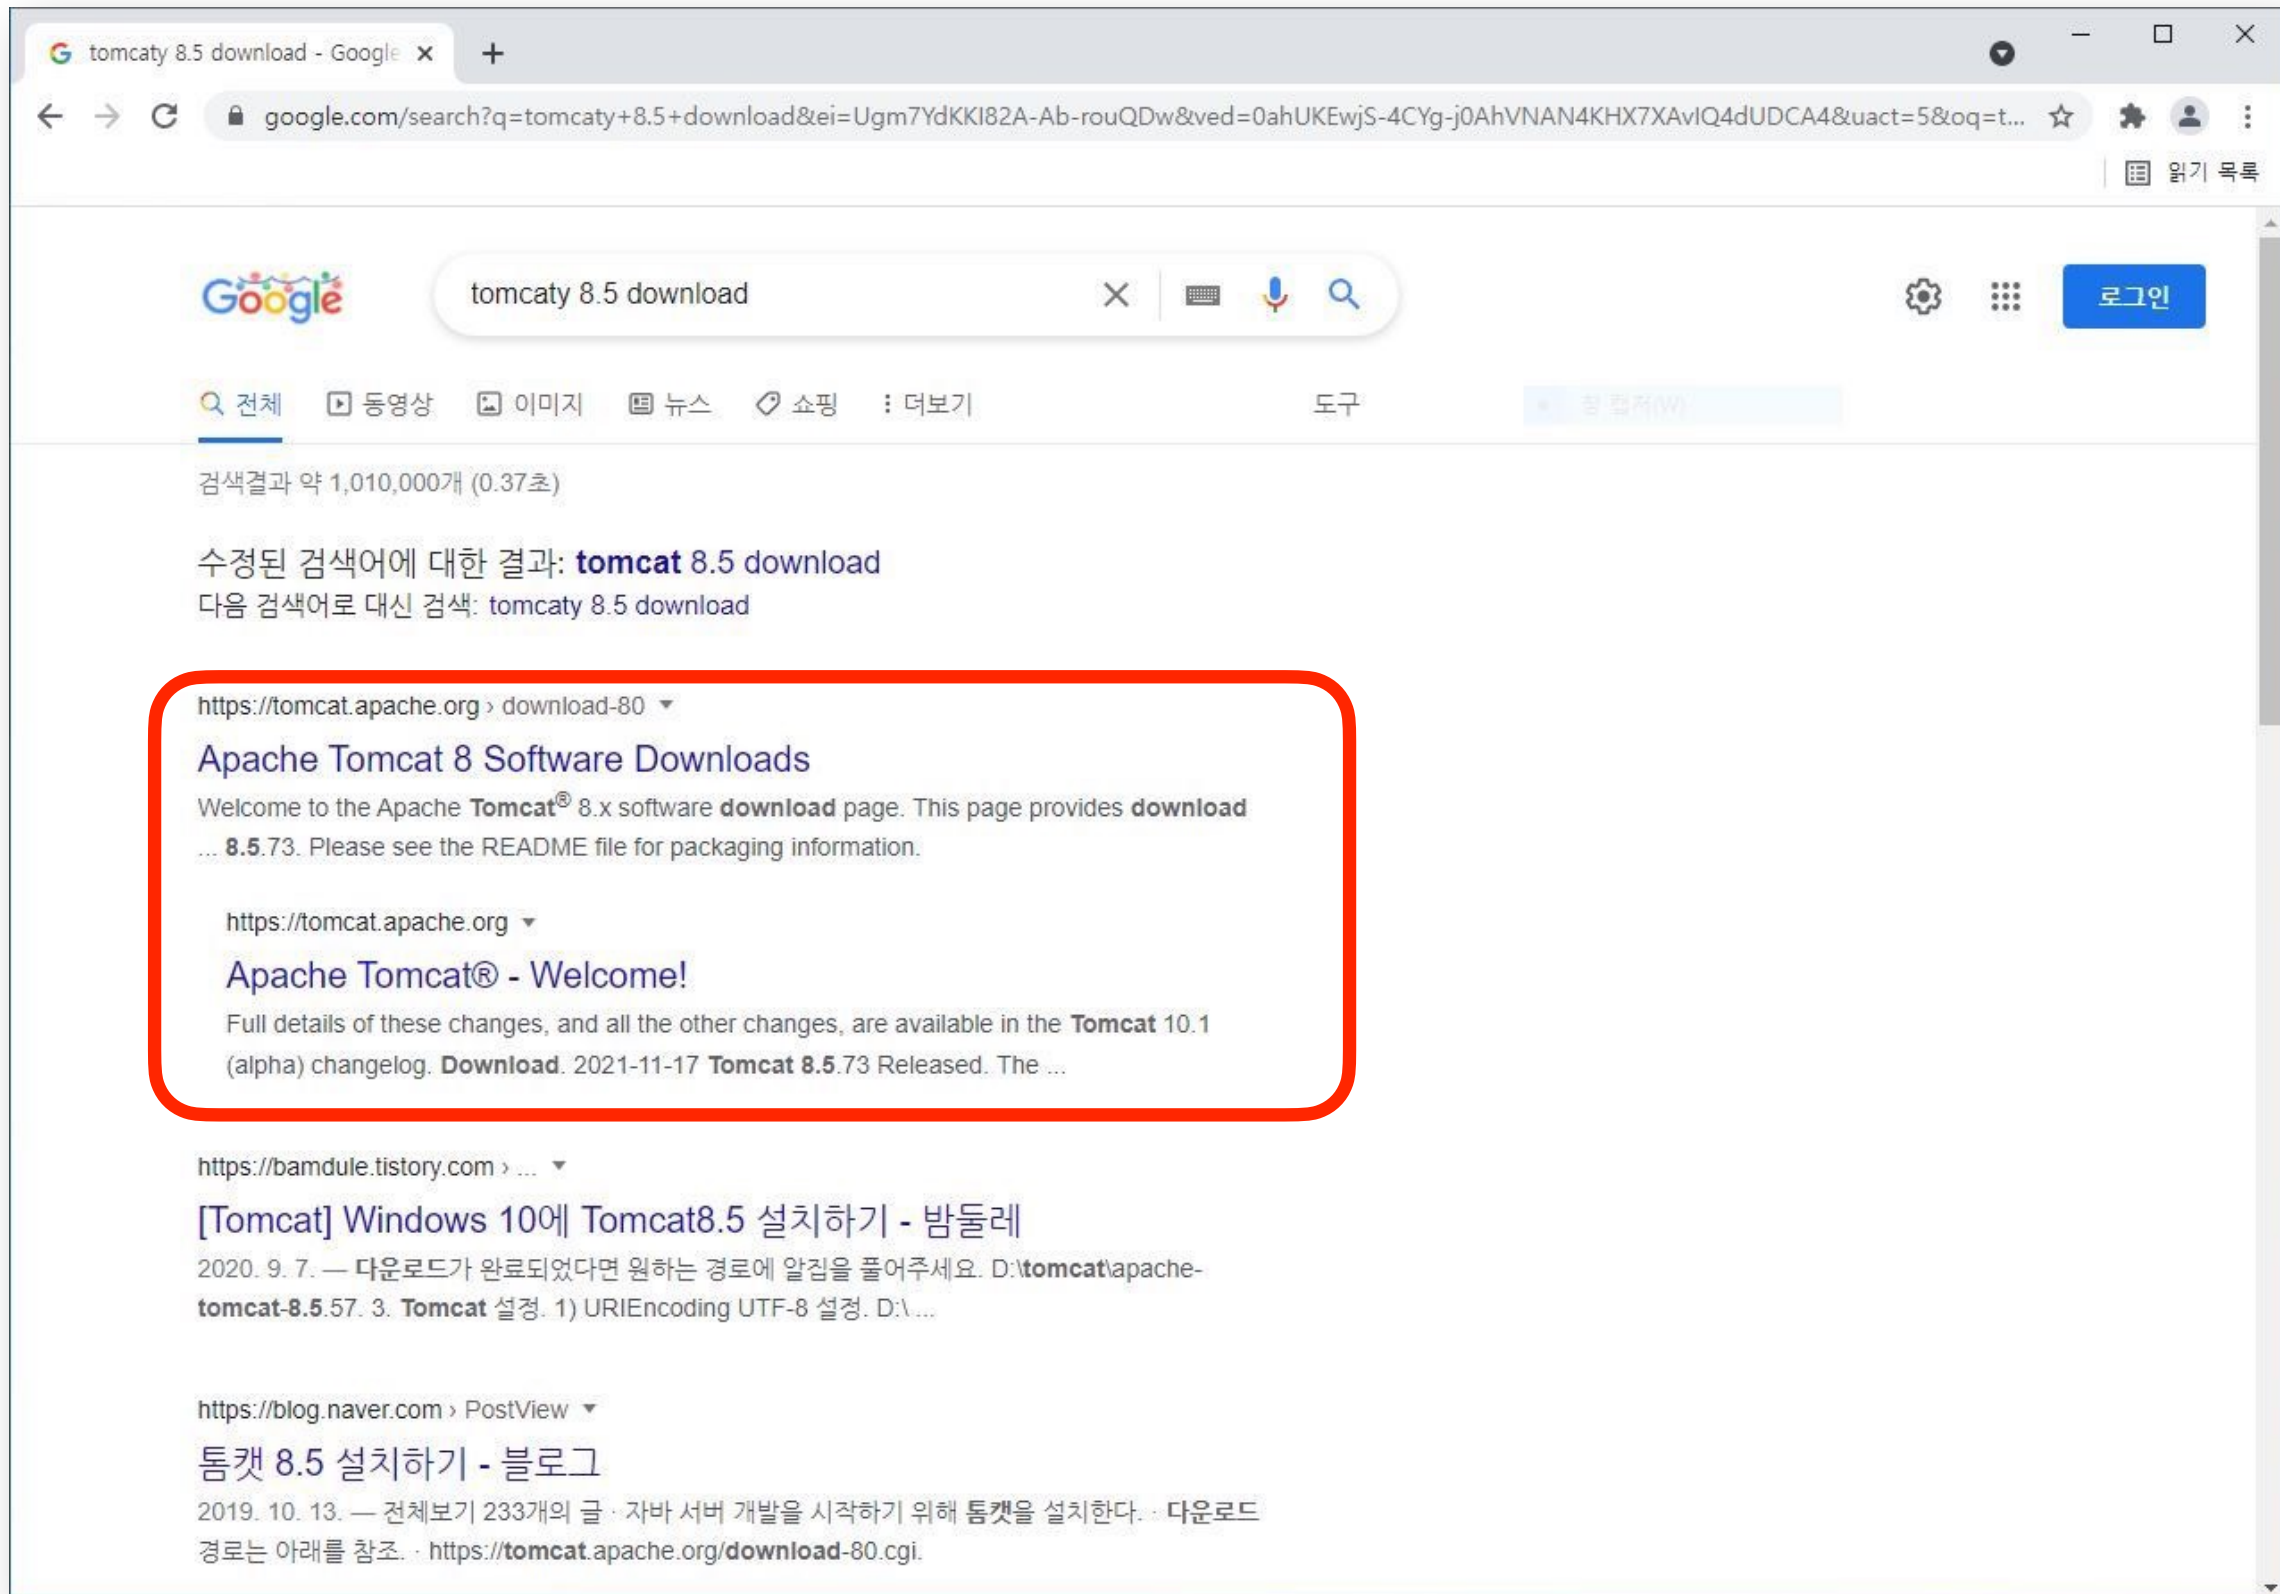 tomcaty 8.5 download - Google
google.com/search?q=tomcaty+8.5+download&ei=Ugm7YdKKI82A-Ab-rouQDw&ved=0ahUKEwjS-4CYg-j0AhVNAN4KHX7XAvIQ4dUDCA4&uact=5&oq=t...
읽기 목록
Google
tomcaty 8.5 download
로그인
전체 동영상 이미지 뉴스 쇼핑 더보기 도구
창 캡처(W)
검색결과 약 1,010,000개 (0.37초)
수정된 검색어에 대한 결과: tomcat 8.5 download
다음 검색어로 대신 검색: tomcaty 8.5 download
https://tomcat.apache.org › download-80
Apache Tomcat 8 Software Downloads
Welcome to the Apache Tomcat® 8.x software download page. This page provides download
... 8.5.73. Please see the README file for packaging information.
https://tomcat.apache.org
Apache Tomcat® - Welcome!
Full details of these changes, and all the other changes, are available in the Tomcat 10.1
(alpha) changelog. Download. 2021-11-17 Tomcat 8.5.73 Released. The ...
https://bamdule.tistory.com › ...
[Tomcat] Windows 10에 Tomcat8.5 설치하기 - 밤둘레
2020. 9. 7. — 다운로드가 완료되었다면 원하는 경로에 알집을 풀어주세요. D:\tomcat\apache-
tomcat-8.5.57. 3. Tomcat 설정. 1) URIEncoding UTF-8 설정. D:\ ...
https://blog.naver.com › PostView
톰캣 8.5 설치하기 - 블로그
2019. 10. 13. — 전체보기 233개의 글 · 자바 서버 개발을 시작하기 위해 톰캣을 설치한다. · 다운로드
경로는 아래를 참조. · https://tomcat.apache.org/download-80.cgi.